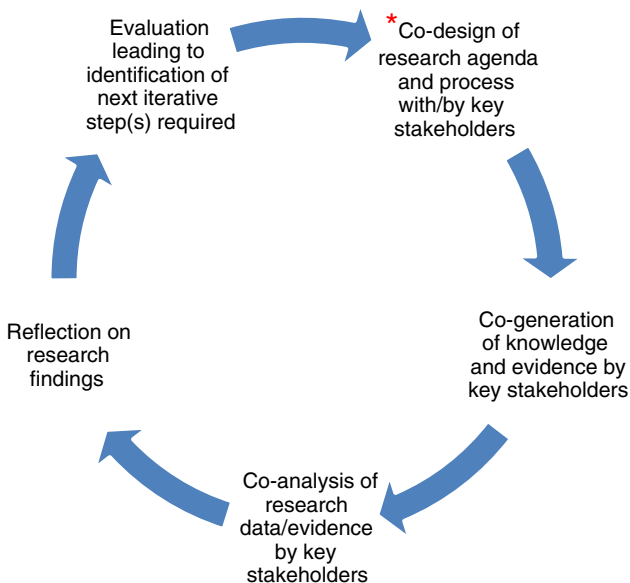 Evaluation
leading to
identification of
next iterative
step(s) required
*Co-design of
research agenda
and process
with/by key
stakeholders
Co-generation
of knowledge
and evidence by
key stakeholders
Co-analysis of
research
data/evidence
by key
stakeholders
Reflection on
research
findings